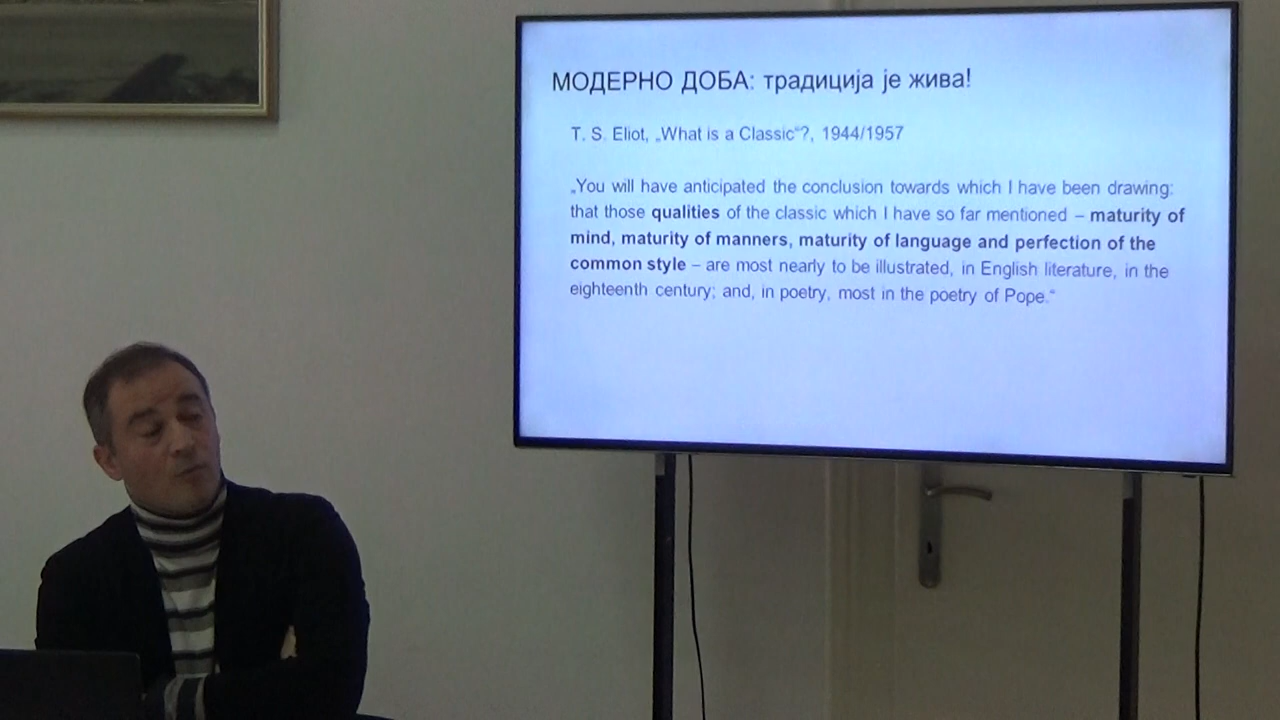 МОДЕРНО ДОБА: традиција је жива!
T. S. Eliot, „What is a Classic“?, 1944/1957
„You will have anticipated the conclusion towards which I have been drawing:
that those qualities of the classic which I have so far mentioned – maturity of
mind, maturity of manners, maturity of language and perfection of the
common style – are most nearly to be illustrated, in English literature, in the
eighteenth century; and, in poetry, most in the poetry of Pope.“